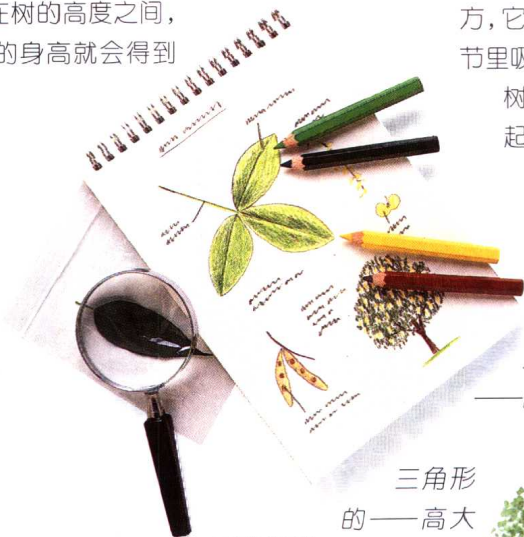 在树的高度之间，
的身高就会得到
方，它
节里吸
树
起
三角形
的——高大